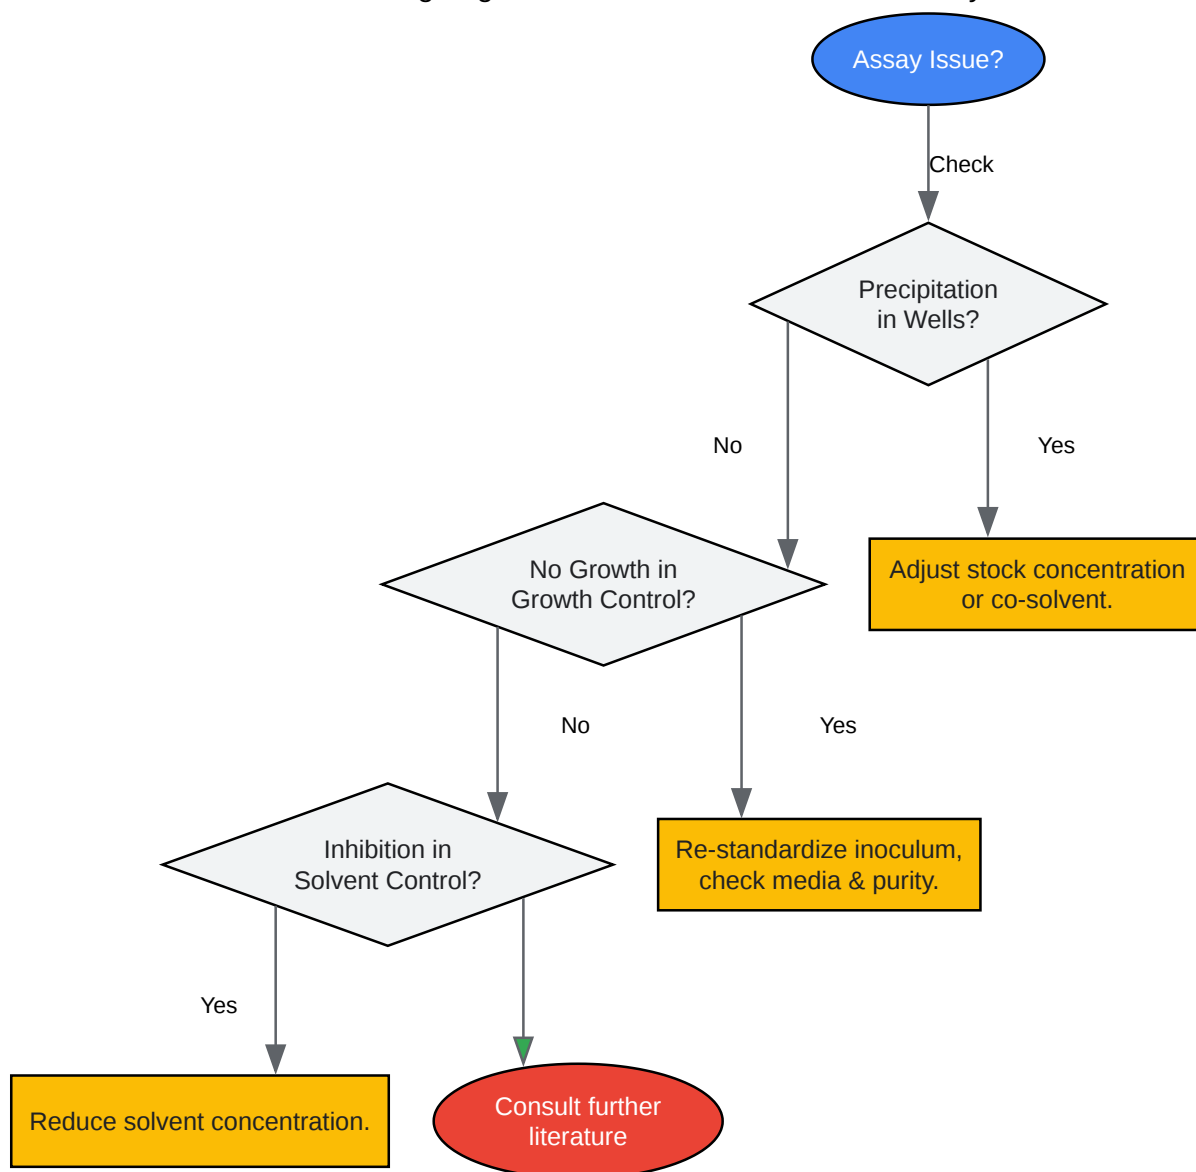 Assay Issue?
Check
Precipitation
in Wells?
No
Yes
No Growth in
Growth Control?
Adjust stock concentration
or co-solvent.
No
Yes
Inhibition in
Solvent Control?
Re-standardize inoculum,
check media & purity.
Yes
Reduce solvent concentration.
Consult further
literature